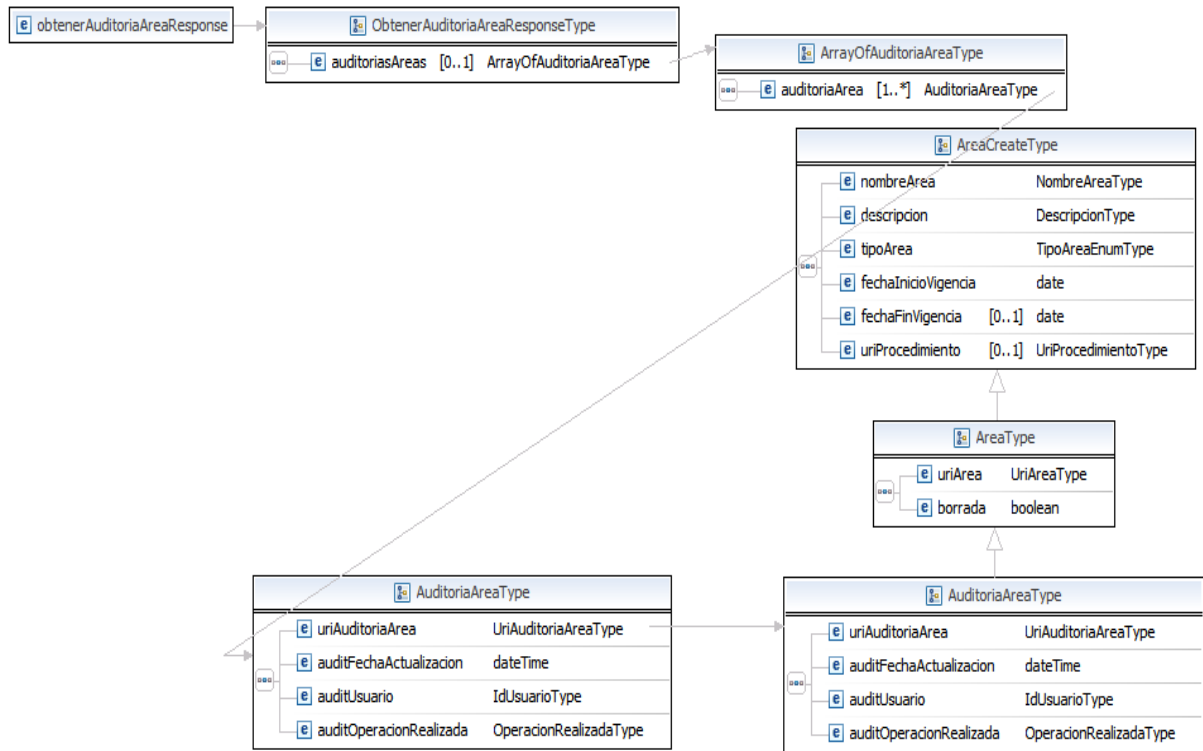 e obtenerAuditoriaAreaResponse
ObtenerAuditoriaAreaResponseType
e auditoriasAreas [0..1] ArrayOfAuditoriaAreaType
ArrayOfAuditoriaAreaType
e auditoriaArea [1..*] AuditoriaAreaType
AreaCreateType
e nombreArea NombreAreaType
e descripcion DescripcionType
e tipoArea TipoAreaEnumType
e fechaInicioVigencia date
e fechaFinVigencia [0..1] date
e uriProcedimiento [0..1] UriProcedimientoType
AreaType
e uriArea UriAreaType
e borrada boolean
AuditoriaAreaType
e uriAuditoriaArea UriAuditoriaAreaType
e auditFechaActualizacion dateTime
e auditUsuario IdUsuarioType
e auditOperacionRealizada OperacionRealizadaType
AuditoriaAreaType
e uriAuditoriaArea UriAuditoriaAreaType
e auditFechaActualizacion dateTime
e auditUsuario IdUsuarioType
e auditOperacionRealizada OperacionRealizadaType